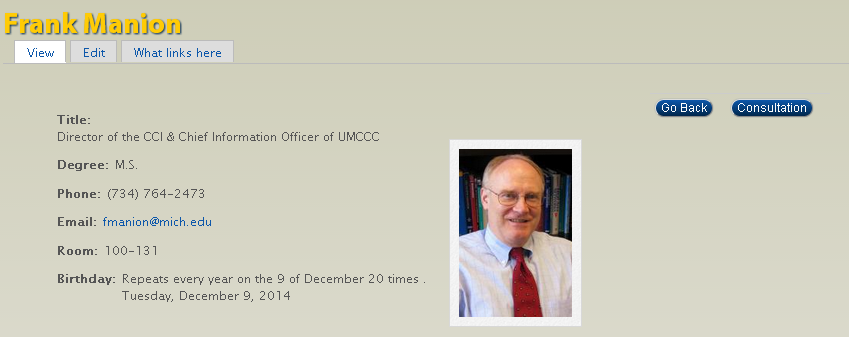 Frank Manion
View Edit What links here
Go Back Consultation
Title:
Director of the CCI & Chief Information Officer of UMCCC
Degree: M.S.
Phone: (734) 764-2473
Email: fmanion@mich.edu
Room: 100-131
Birthday: Repeats every year on the 9 of December 20 times .
Tuesday, December 9, 2014